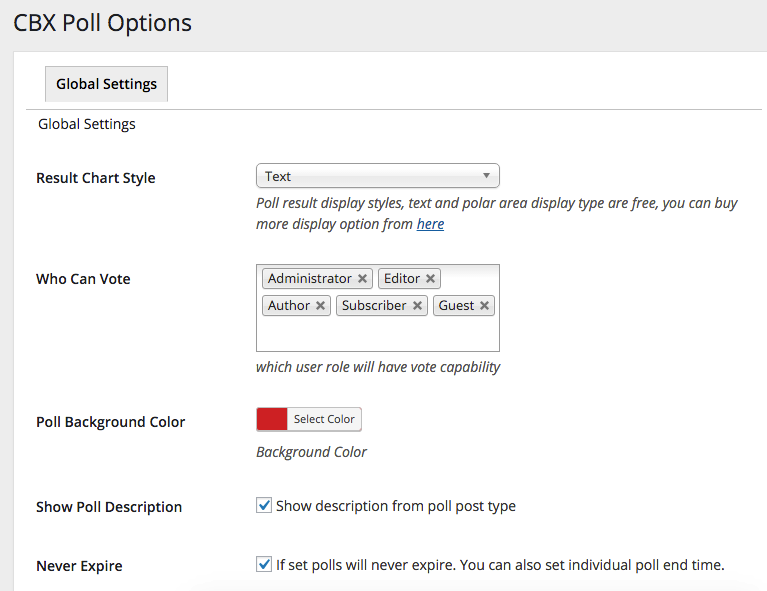 CBX Poll Options
Global Settings
Global Settings
Result Chart Style
Text
Poll result display styles, text and polar area display type are free, you can buy
more display option from here
Who Can Vote
Administrator × Editor ×
Author × Subscriber × Guest ×
which user role will have vote capability
Poll Background Color
Select Color
Background Color
Show Poll Description
Show description from poll post type
Never Expire
If set polls will never expire. You can also set individual poll end time.